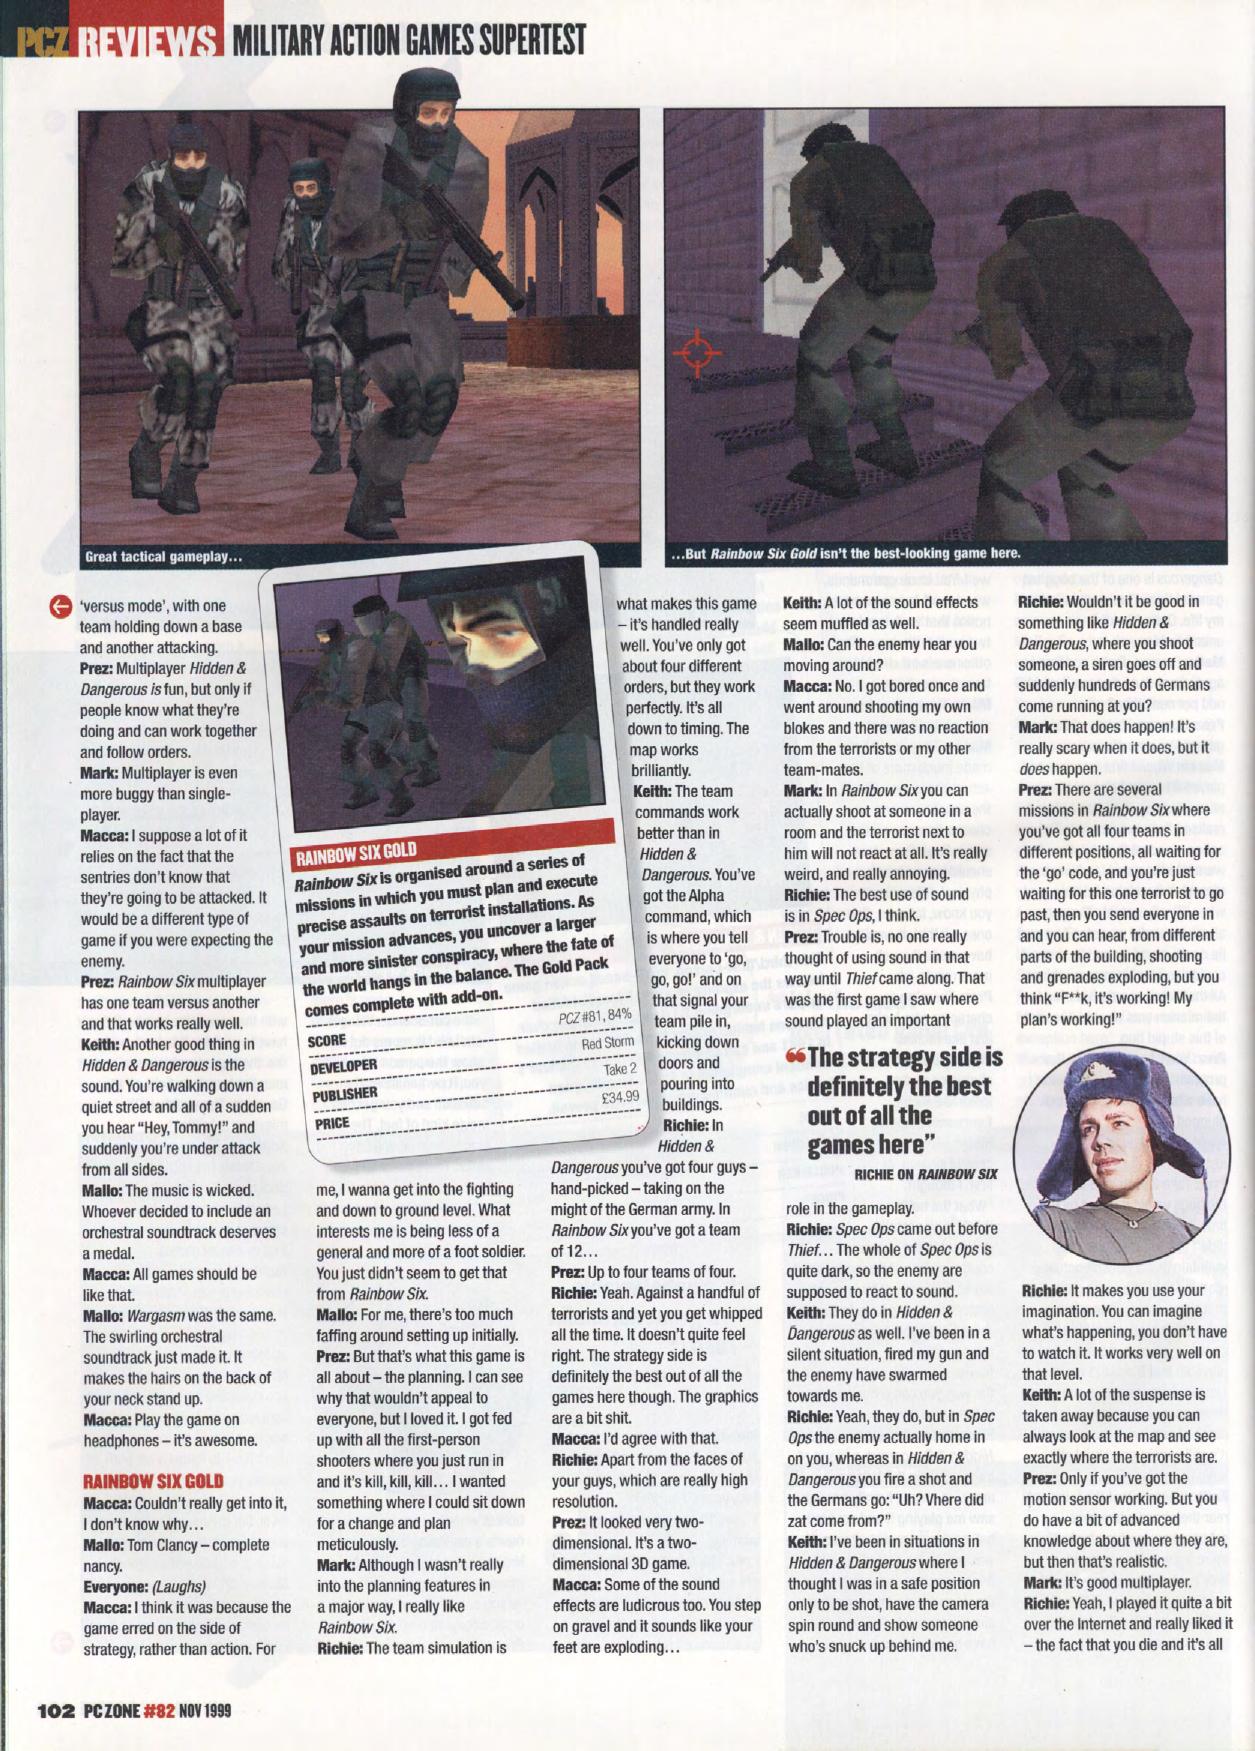 PCZ REVIEWS MILITARY ACTION GAMES SUPERTEST
Great tactical gameplay...
...But Rainbow Six Gold isn't the best-looking game here.
'versus mode', with one
team holding down a base
and another attacking.
Prez: Multiplayer Hidden &
Dangerous is fun, but only if
people know what they're
doing and can work together
and follow orders.
Mark: Multiplayer is even
more buggy than single-
player.
Macca: I suppose a lot of it
relies on the fact that the
sentries don't know that
they're going to be attacked. It
would be a different type of
game if you were expecting the
enemy.
Prez: Rainbow Six multiplayer
has one team versus another
and that works really well.
Keith: Another good thing in
Hidden & Dangerous is the
sound. You're walking down a
quiet street and all of a sudden
you hear "Hey, Tommy!" and
suddenly you're under attack
from all sides.
Mallo: The music is wicked.
Whoever decided to include an
orchestral soundtrack deserves
a medal.
Macca: All games should be
like that.
Mallo: Wargasm was the same.
The swirling orchestral
soundtrack just made it. It
makes the hairs on the back of
your neck stand up.
Macca: Play the game on
headphones – it's awesome.
RAINBOW SIX GOLD
Macca: Couldn't really get into it,
I don't know why...
Mallo: Tom Clancy – complete
nancy.
Everyone: (Laughs)
Macca: I think it was because the
game erred on the side of
strategy, rather than action. For
RAINBOW SIX GOLD
Rainbow Six is organised around a series of
missions in which you must plan and execute
precise assaults on terrorist installations. As
your mission advances, you uncover a larger
and more sinister conspiracy, where the fate of
the world hangs in the balance. The Gold Pack
comes complete with add-on.
SCORE PCZ #81, 84%
DEVELOPER Red Storm
PUBLISHER Take 2
PRICE £34.99
me, I wanna get into the fighting
and down to ground level. What
interests me is being less of a
general and more of a foot soldier.
You just didn't seem to get that
from Rainbow Six.
Mallo: For me, there's too much
faffing around setting up initially.
Prez: But that's what this game is
all about – the planning. I can see
why that wouldn't appeal to
everyone, but I loved it. I got fed
up with all the first-person
shooters where you just run in
and it's kill, kill, kill... I wanted
something where I could sit down
for a change and plan
meticulously.
Mark: Although I wasn't really
into the planning features in
a major way, I really like
Rainbow Six.
Richie: The team simulation is
what makes this game
– it's handled really
well. You've only got
about four different
orders, but they work
perfectly. It's all
down to timing. The
map works
brilliantly.
Keith: The team
commands work
better than in
Hidden &
Dangerous. You've
got the Alpha
command, which
is where you tell
everyone to 'go,
go, go!' and on
that signal your
team pile in,
kicking down
doors and
pouring into
buildings.
Richie: In
Hidden &
Dangerous you've got four guys –
hand-picked – taking on the
might of the German army. In
Rainbow Six you've got a team
of 12...
Prez: Up to four teams of four.
Richie: Yeah. Against a handful of
terrorists and yet you get whipped
all the time. It doesn't quite feel
right. The strategy side is
definitely the best out of all the
games here though. The graphics
are a bit shit.
Macca: I'd agree with that.
Richie: Apart from the faces of
your guys, which are really high
resolution.
Prez: It looked very two-
dimensional. It's a two-
dimensional 3D game.
Macca: Some of the sound
effects are ludicrous too. You step
on gravel and it sounds like your
feet are exploding...
Keith: A lot of the sound effects
seem muffled as well.
Mallo: Can the enemy hear you
moving around?
Macca: No. I got bored once and
went around shooting my own
blokes and there was no reaction
from the terrorists or my other
team-mates.
Mark: In Rainbow Six you can
actually shoot at someone in a
room and the terrorist next to
him will not react at all. It's really
weird, and really annoying.
Richie: The best use of sound
is in Spec Ops, I think.
Prez: Trouble is, no one really
thought of using sound in that
way until Thief came along. That
was the first game I saw where
sound played an important
"The strategy side is
definitely the best
out of all the
games here"
RICHIE ON RAINBOW SIX
role in the gameplay.
Richie: Spec Ops came out before
Thief... The whole of Spec Ops is
quite dark, so the enemy are
supposed to react to sound.
Keith: They do in Hidden &
Dangerous as well. I've been in a
silent situation, fired my gun and
the enemy have swarmed
towards me.
Richie: Yeah, they do, but in Spec
Ops the enemy actually home in
on you, whereas in Hidden &
Dangerous you fire a shot and
the Germans go: "Uh? Vhere did
zat come from?"
Keith: I've been in situations in
Hidden & Dangerous where I
thought I was in a safe position
only to be shot, have the camera
spin round and show someone
who's snuck up behind me.
Richie: Wouldn't it be good in
something like Hidden &
Dangerous, where you shoot
someone, a siren goes off and
suddenly hundreds of Germans
come running at you?
Mark: That does happen! It's
really scary when it does, but it
does happen.
Prez: There are several
missions in Rainbow Six where
you've got all four teams in
different positions, all waiting for
the 'go' code, and you're just
waiting for this one terrorist to go
past, then you send everyone in
and you can hear, from different
parts of the building, shooting
and grenades exploding, but you
think "F**k, it's working! My
plan's working!"
Richie: It makes you use your
imagination. You can imagine
what's happening, you don't have
to watch it. It works very well on
that level.
Keith: A lot of the suspense is
taken away because you can
always look at the map and see
exactly where the terrorists are.
Prez: Only if you've got the
motion sensor working. But you
do have a bit of advanced
knowledge about where they are,
but then that's realistic.
Mark: It's good multiplayer.
Richie: Yeah, I played it quite a bit
over the Internet and really liked it
– the fact that you die and it's all
102 PC ZONE #82 NOV 1999